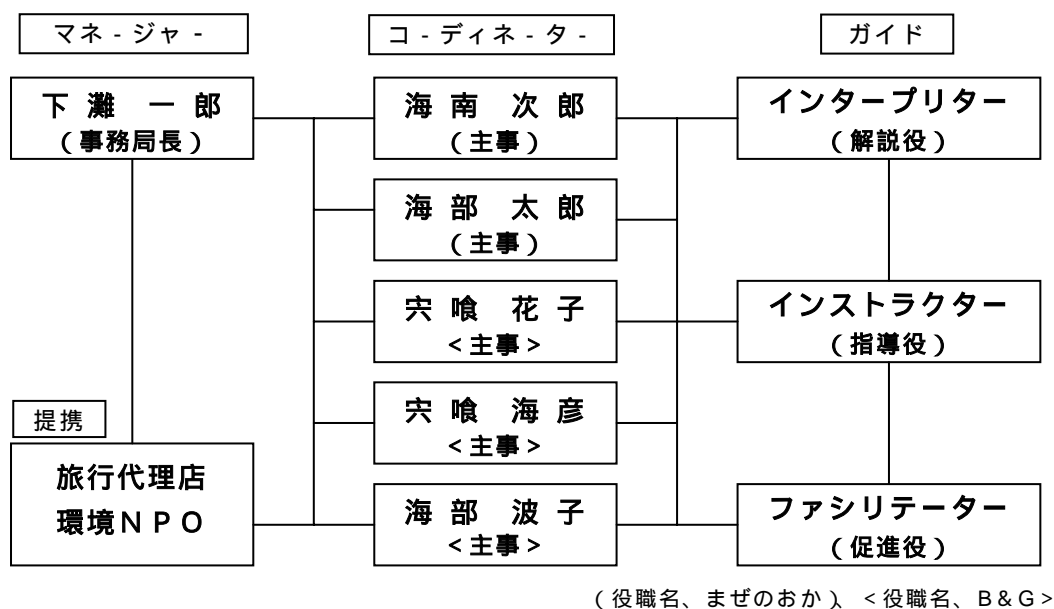 マネ‐ジャ‐
コ‐ディネ‐タ‐
ガイド
下灘 一郎
(事務局長)
海南 次郎
(主事)
インタープリター
(解説役)
海部 太郎
(主事)
宍喰 花子
<主事>
インストラクター
(指導役)
宍喰 海彦
<主事>
提携
旅行代理店
環境ＮＰＯ
海部 波子
<主事>
ファシリテーター
(促進役)
(役職名、まぜのおか)、<役職名、B&G>